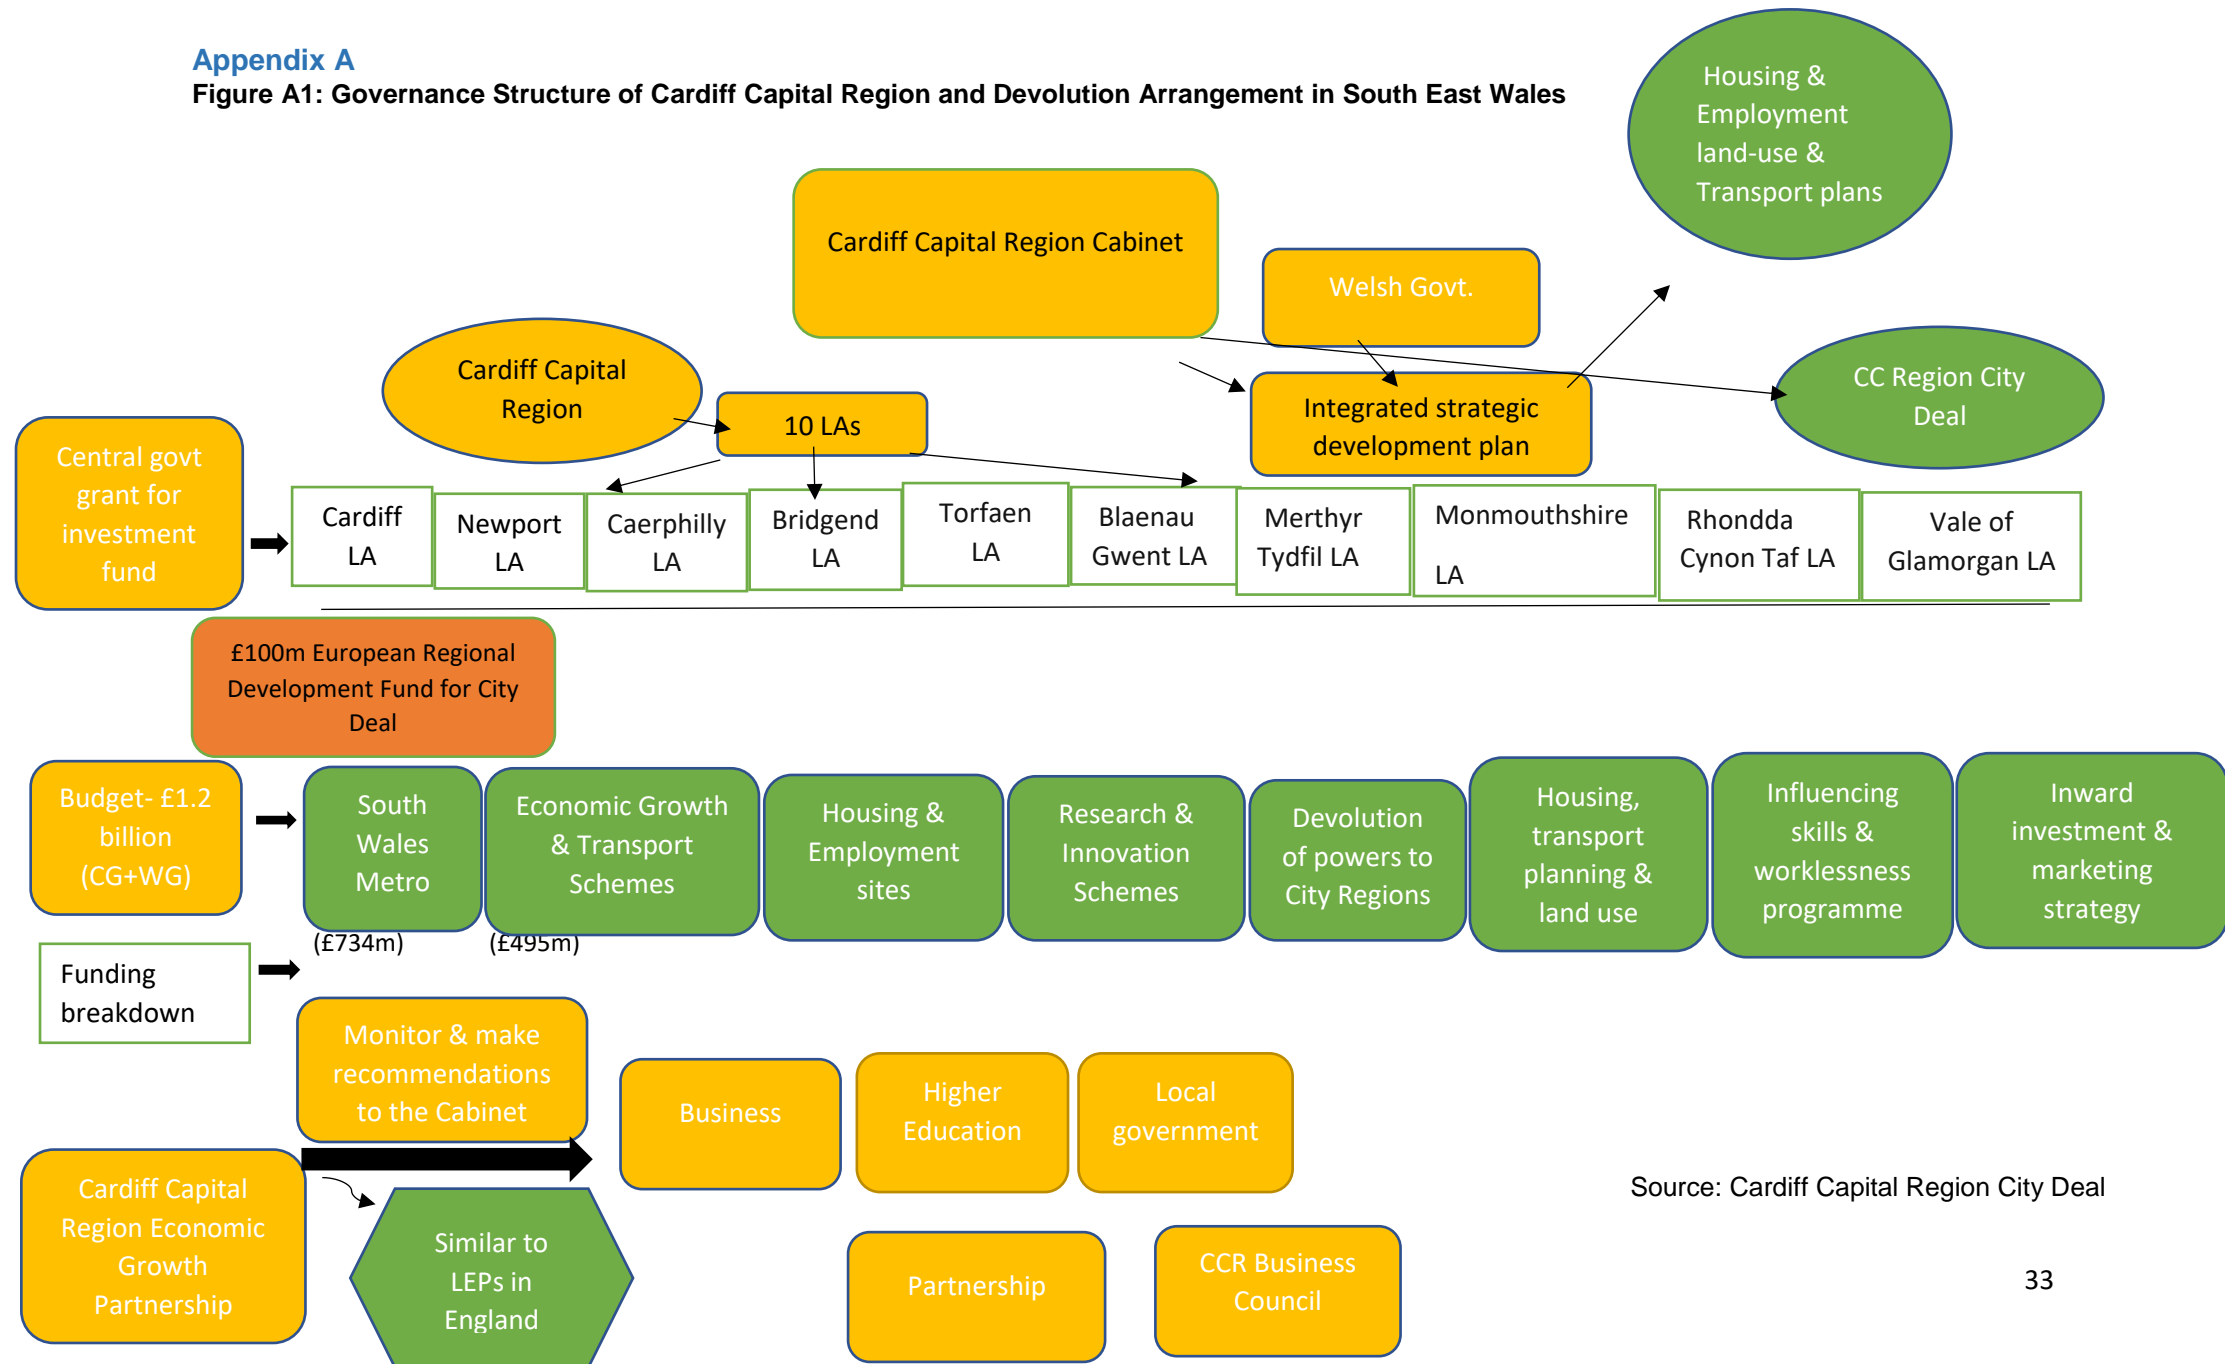 Appendix A
Figure A1: Governance Structure of Cardiff Capital Region and Devolution Arrangement in South East Wales
Housing &
Employment
land-use &
Transport plans
Cardiff Capital Region Cabinet
Welsh Govt.
Cardiff Capital
Region
10 LAs
Integrated strategic
development plan
CC Region City
Deal
Central govt
grant for
investment
fund
Cardiff
LA
Newport
LA
Caerphilly
LA
Bridgend
LA
Torfaen
LA
Blaenau
Gwent LA
Merthyr
Tydfil LA
Monmouthshire
LA
Rhondda
Cynon Taf LA
Vale of
Glamorgan LA
£100m European Regional
Development Fund for City
Deal
Budget- £1.2
billion
(CG+WG)
South
Wales
Metro
Economic Growth
& Transport
Schemes
Housing &
Employment
sites
Research &
Innovation
Schemes
Devolution
of powers to
City Regions
Housing,
transport
planning &
land use
Influencing
skills &
worklessness
programme
Inward
investment &
marketing
strategy
(£734m)
(£495m)
Funding
breakdown
Monitor & make
recommendations
to the Cabinet
Business
Higher
Education
Local
government
Cardiff Capital
Region Economic
Growth
Partnership
Similar to
LEPs in
England
Partnership
CCR Business
Council
Source: Cardiff Capital Region City Deal
33